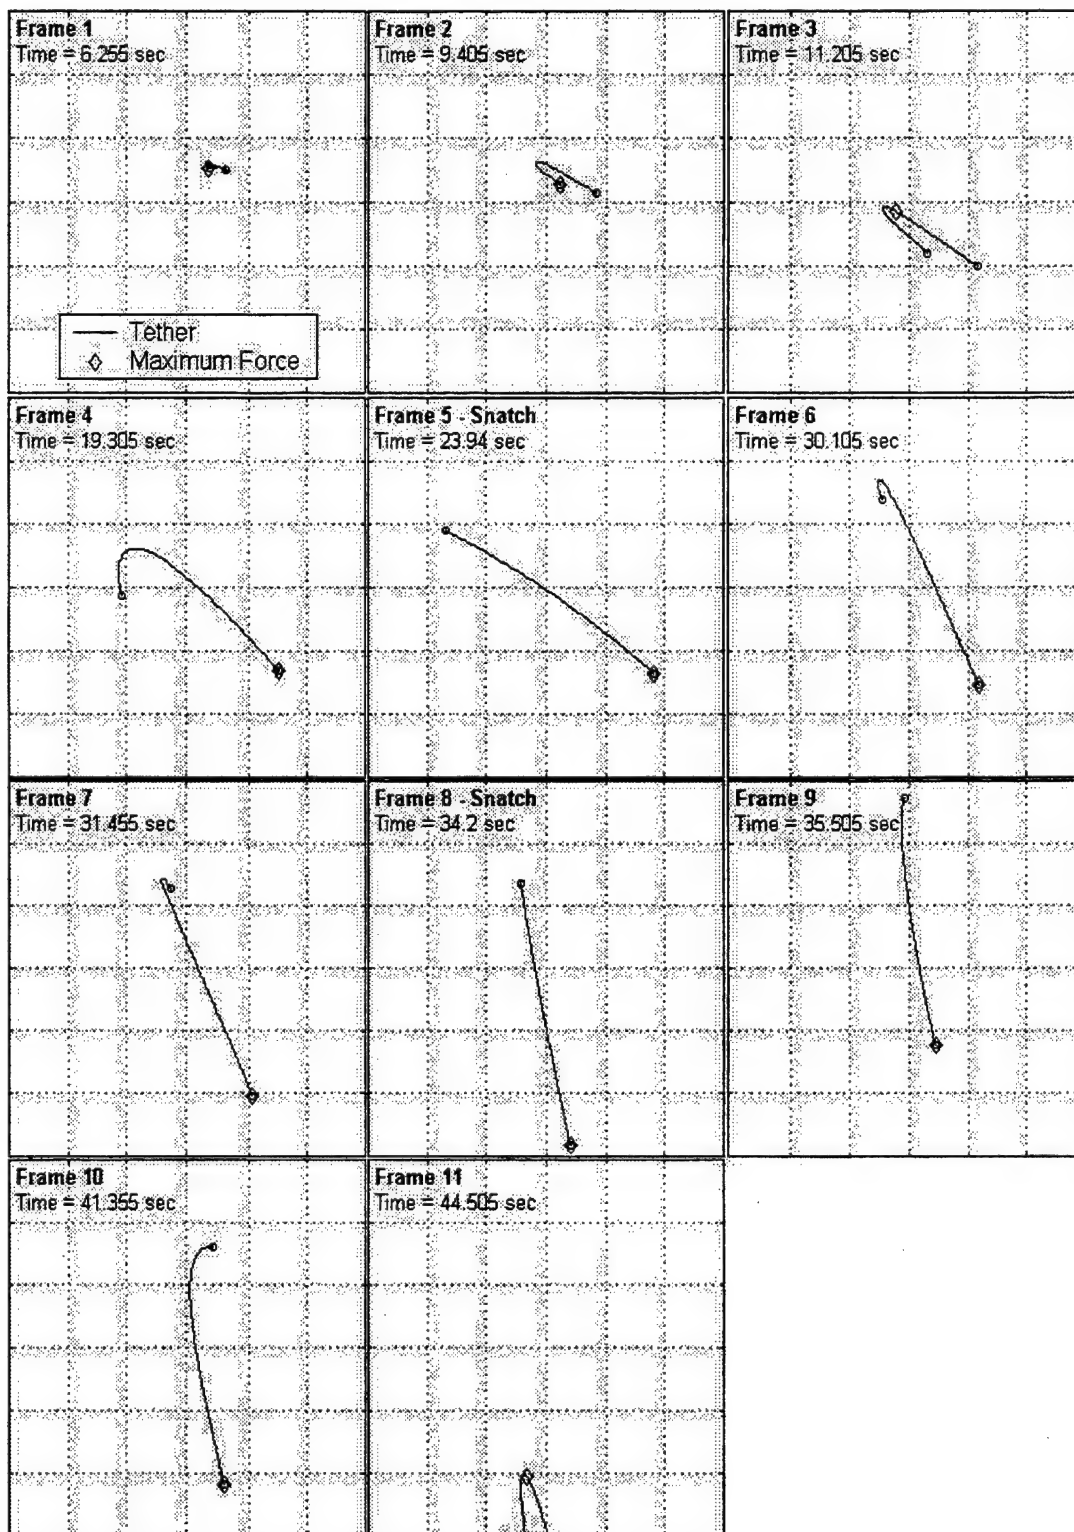 Frame 1
Time = 6.255 sec
Frame 2
Time = 9.405 sec
Frame 3
Time = 11.205 sec
Tether
Maximum Force
Frame 4
Time = 19.305 sec
Frame 5 - Snatch
Time = 23.94 sec
Frame 6
Time = 30.105 sec
Frame 7
Time = 31.455 sec
Frame 8 - Snatch
Time = 34.2 sec
Frame 9
Time = 35.505 sec
Frame 10
Time = 41.355 sec
Frame 11
Time = 44.505 sec